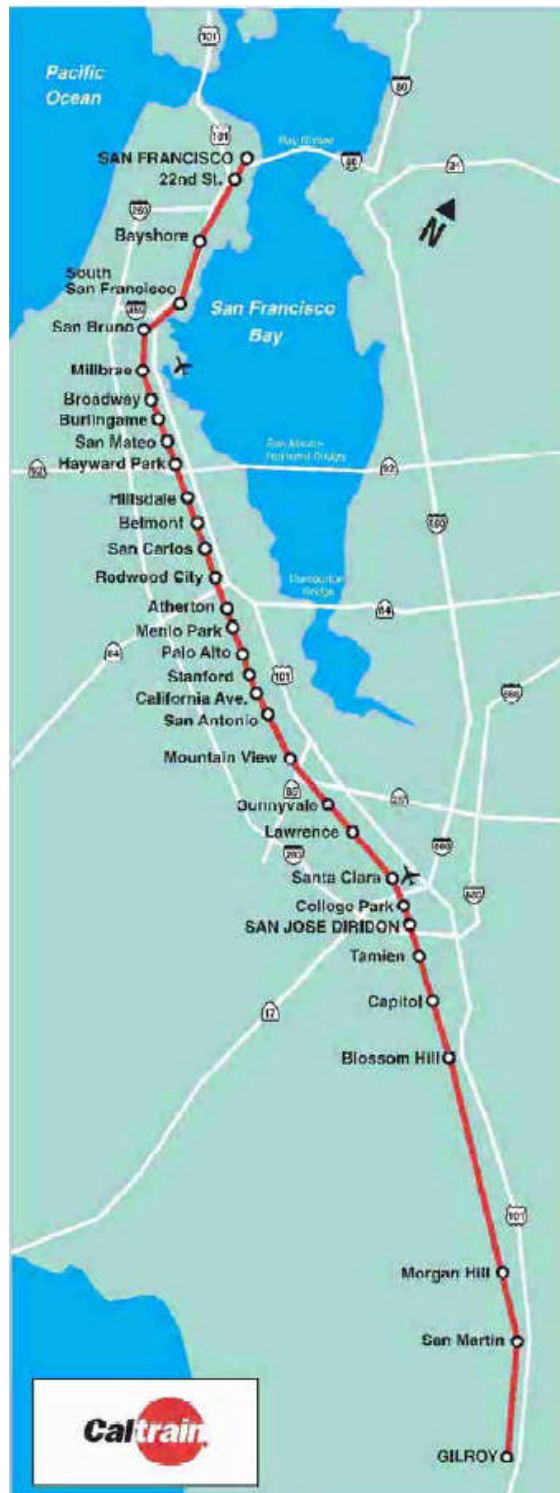 Pacific
Ocean
101
80
101
SAN FRANCISCO
Bay Bridge
80
22nd St.
280
N
Bayshore
South
San Francisco
San Francisco
Bay
San Bruno
Millbrae
Broadway
Burlingame
San Mateo
Hayward Park
92
92
Hillsdale
Belmont
880
San Carlos
Redwood City
Dumbarton
Bridge
Atherton
84
Menlo Park
84
Palo Alto
Stanford
101
680
California Ave.
San Antonio
Mountain View
85
237
Sunnyvale
Lawrence
280
880
Santa Clara
680
College Park
SAN JOSE DIRIDON
Tamien
Capitol
17
Blossom Hill
101
Morgan Hill
San Martin
Caltrain
GILROY